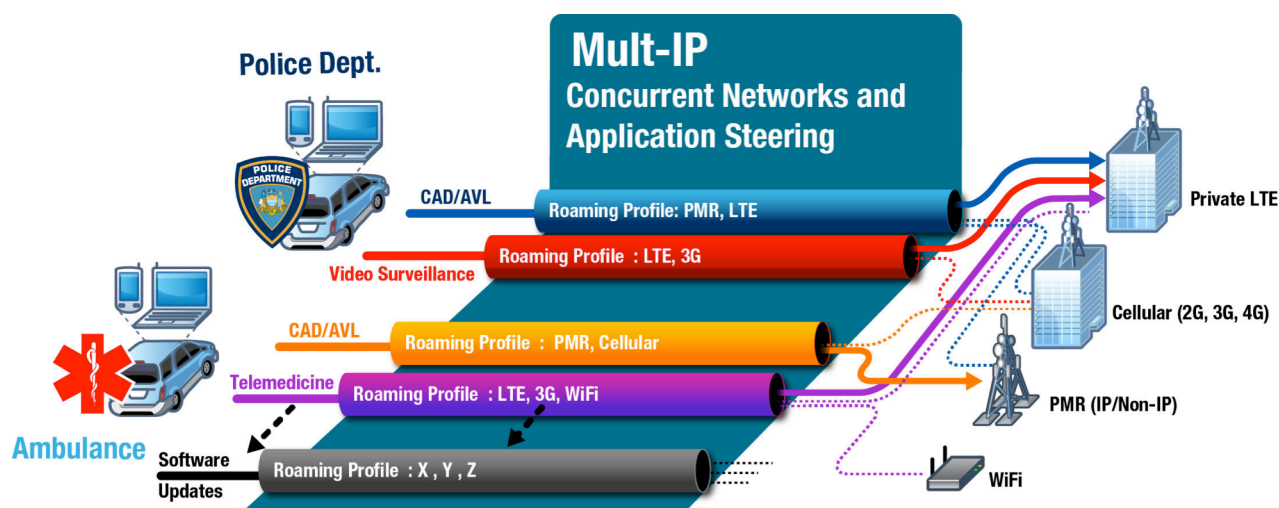 Police Dept.
POLICE
DEPARTMENT
Mult-IP
Concurrent Networks and
Application Steering
CAD/AVL
Roaming Profile: PMR, LTE
Private LTE
Video Surveillance
Roaming Profile : LTE, 3G
Cellular (2G, 3G, 4G)
CAD/AVL
Roaming Profile : PMR, Cellular
Telemedicine
Roaming Profile : LTE, 3G, WiFi
PMR (IP/Non-IP)
Ambulance
Software
Updates
Roaming Profile : X , Y , Z
WiFi